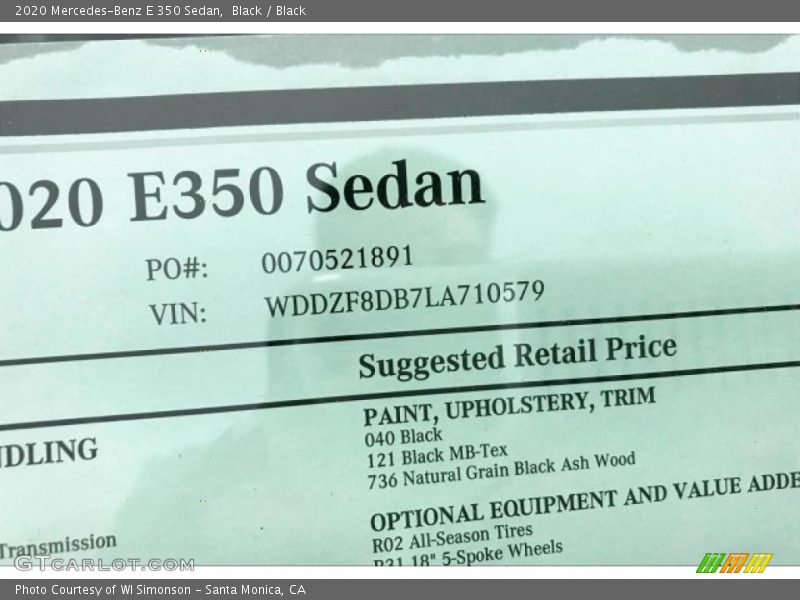 2020 Mercedes-Benz E 350 Sedan, Black / Black
020 E350 Sedan
PO#: 0070521891
VIN: WDDZF8DB7LA710579
Suggested Retail Price
NDLING
PAINT, UPHOLSTERY, TRIM
040 Black
121 Black MB-Tex
736 Natural Grain Black Ash Wood
OPTIONAL EQUIPMENT AND VALUE ADDE
R02 All-Season Tires
R31 18" 5-Spoke Wheels
Transmission
GTcarlot.com
Photo Courtesy of WI Simonson - Santa Monica, CA